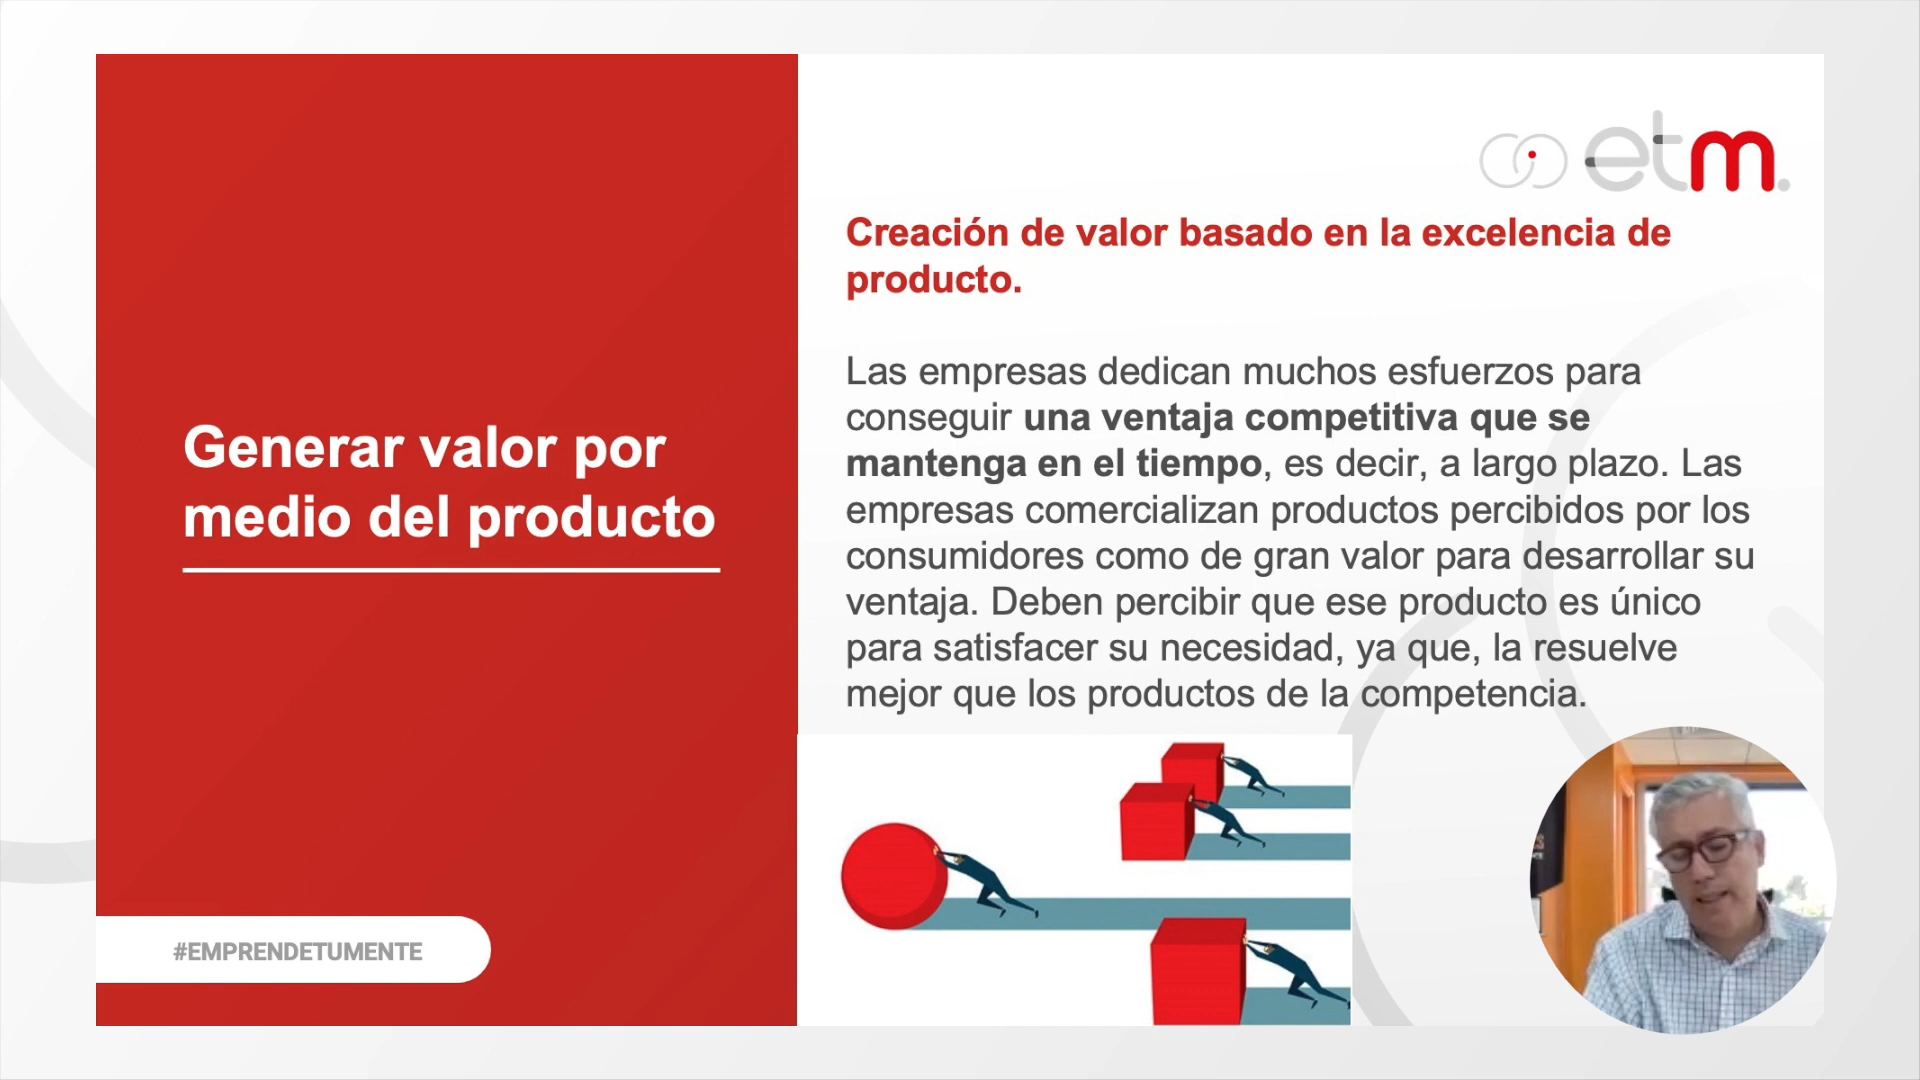 Generar valor por
medio del producto
#EMPRENDETUMENTE
etm.
Creación de valor basado en la excelencia de
producto.
Las empresas dedican muchos esfuerzos para
conseguir una ventaja competitiva que se
mantenga en el tiempo, es decir, a largo plazo. Las
empresas comercializan productos percibidos por los
consumidores como de gran valor para desarrollar su
ventaja. Deben percibir que ese producto es único
para satisfacer su necesidad, ya que, la resuelve
mejor que los productos de la competencia.